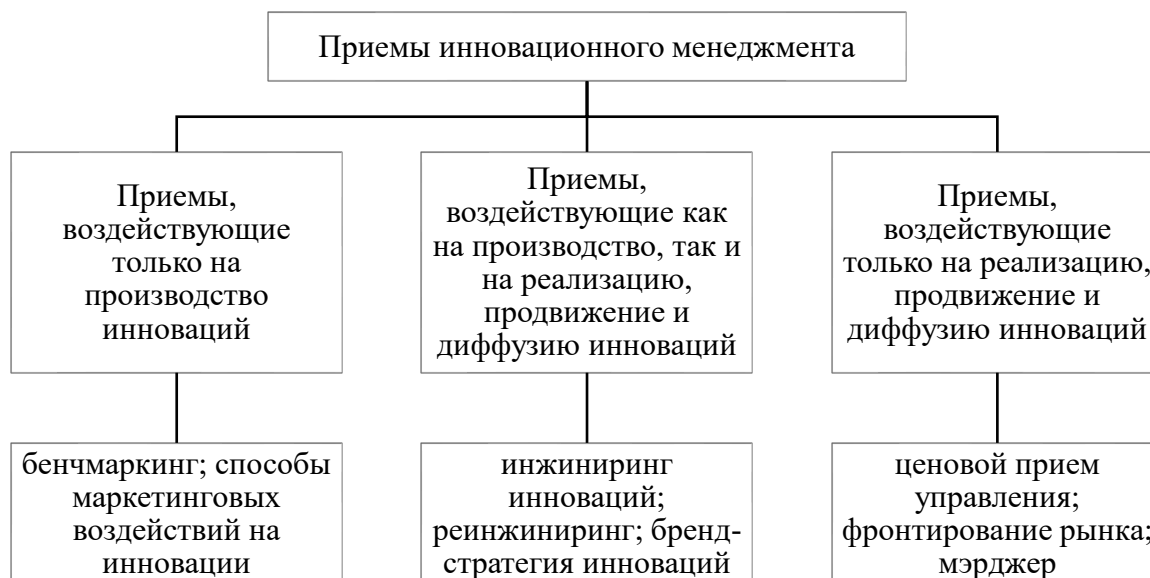 Приемы инновационного менеджмента
Приемы,
воздействующие
только на
производство
инноваций
Приемы,
воздействующие как
на производство, так и
на реализацию,
продвижение и
диффузию инноваций
Приемы,
воздействующие
только на реализацию,
продвижение и
диффузию инноваций
бенчмаркинг; способы
маркетинговых
воздействий на
инновации
инжиниринг
инноваций;
реинжиниринг; бренд-
стратегия инноваций
ценовой прием
управления;
фронтирование рынка;
мэрджер